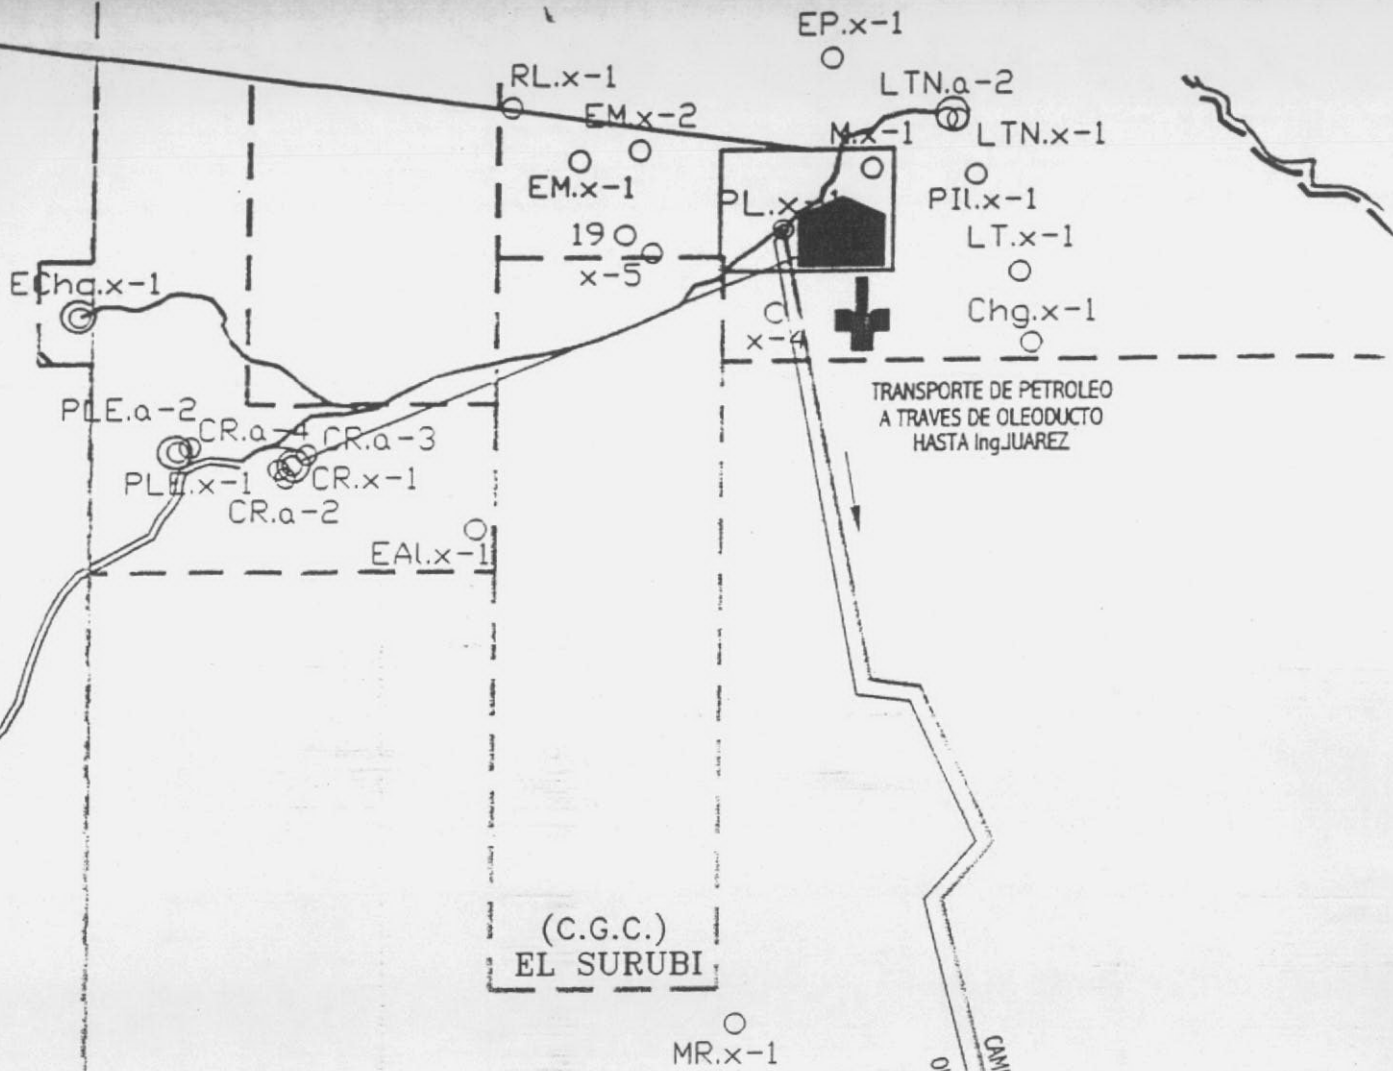 EP.x-1
RL.x-1
LTN.a-2
EM.x-2
M.x-1
LTN.x-1
EM.x-1
PL.x-1
PIl.x-1
19
LT.x-1
x-5
EChq.x-1
Chg.x-1
x-4
TRANSPORTE DE PETROLEO
A TRAVES DE OLEODUCTO
HASTA Ing.JUAREZ
PLE.a-2
CR.a-4
CR.a-3
PLE.x-1
CR.x-1
CR.a-2
EAl.x-1
(C.G.C.)
EL SURUBI
MR.x-1